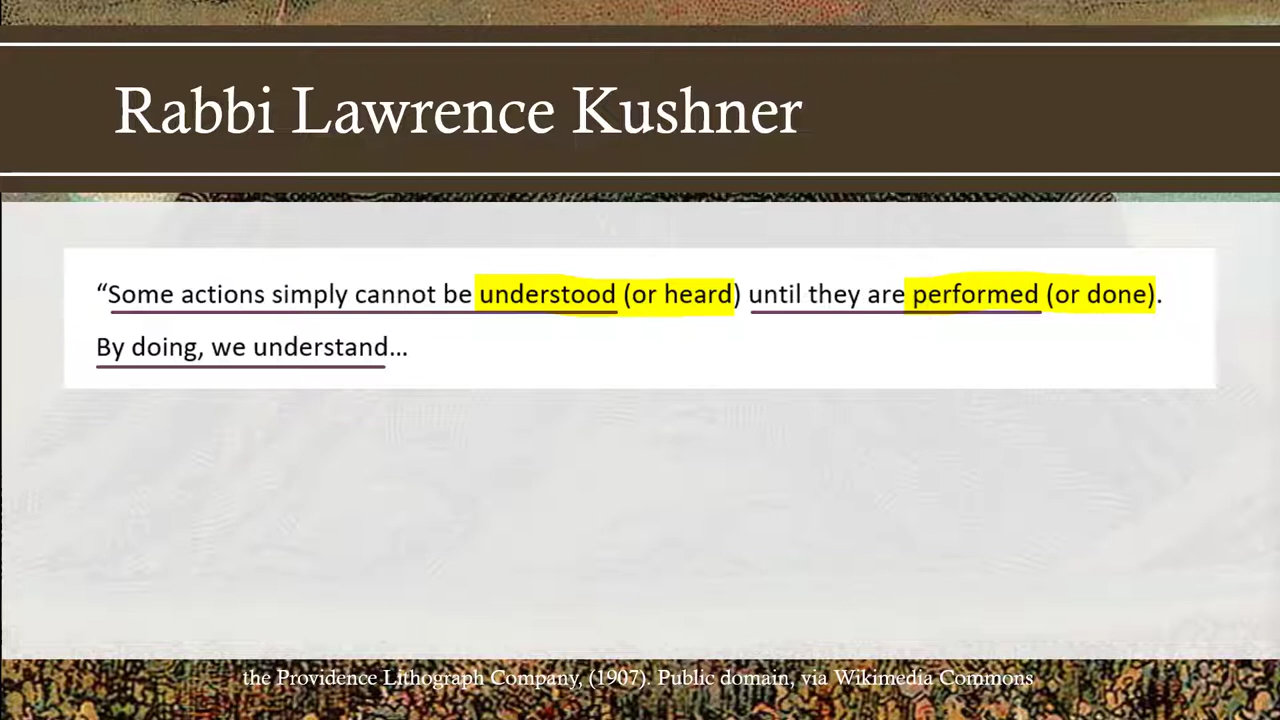 Rabbi Lawrence Kushner
“Some actions simply cannot be understood (or heard) until they are performed (or done).
By doing, we understand…
the Providence Lithograph Company, (1907). Public domain, via Wikimedia Commons